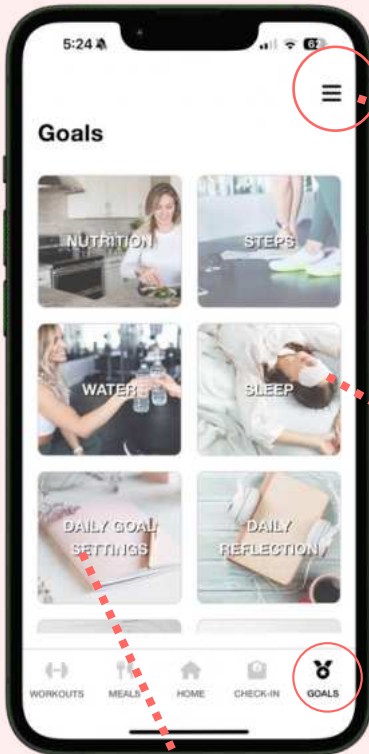 5:24
62
Goals
NUTRITION
STEPS
WATER
SLEEP
DAILY GOAL
SETTINGS
DAILY
REFLECTION
WORKOUTS
MEALS
HOME
CHECK-IN
GOALS